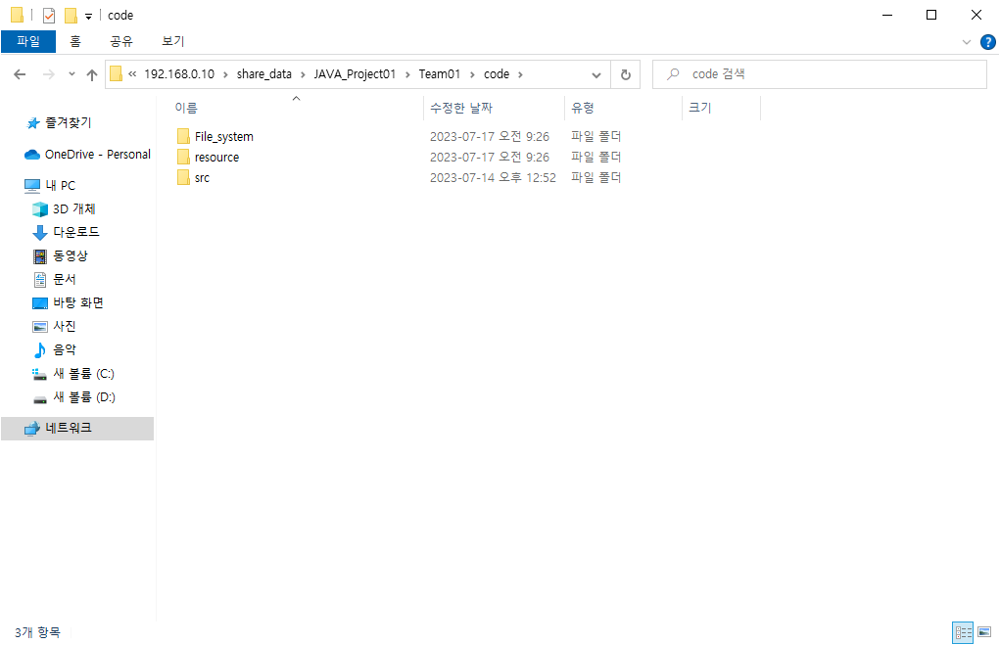 code
파일 홈 공유 보기
« 192.168.0.10 › share_data › JAVA_Project01 › Team01 › code ›
code 검색
이름 수정한 날짜 유형 크기
File_system 2023-07-17 오전 9:26 파일 폴더
resource 2023-07-17 오전 9:26 파일 폴더
src 2023-07-14 오후 12:52 파일 폴더
즐겨찾기
OneDrive - Personal
내 PC
3D 개체
다운로드
동영상
문서
바탕 화면
사진
음악
새 볼륨 (C:)
새 볼륨 (D:)
네트워크
3개 항목